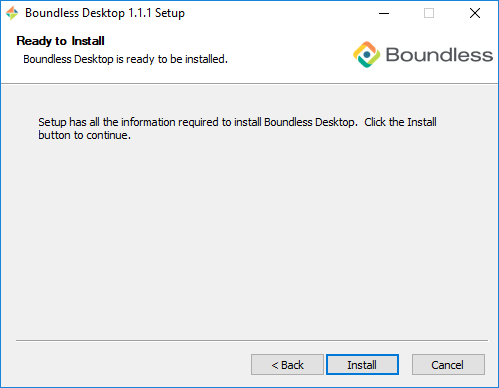 Boundless Desktop 1.1.1 Setup
Ready to Install
Boundless Desktop is ready to be installed.
Boundless
Setup has all the information required to install Boundless Desktop.  Click the Install
button to continue.
< Back
Install
Cancel